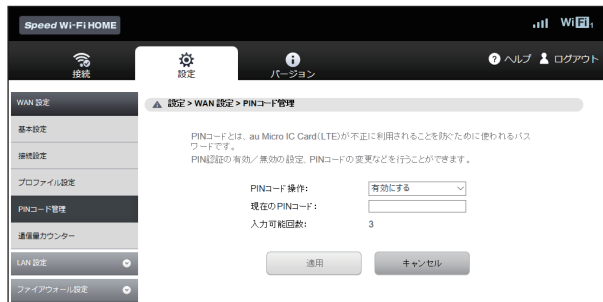 Speed Wi-Fi HOME
WiFi 1
接続
設定
バージョン
ヘルプ
ログアウト
WAN 設定
基本設定
接続設定
プロファイル設定
PINコード管理
通信量カウンター
LAN 設定
ファイアウォール設定
設定 > WAN 設定 > PINコード管理
PINコードとは、au Micro IC Card(LTE)が不正に利用されることを防ぐために使われるパス
ワードです。
PIN認証の有効/無効の設定、PINコードの変更などを行うことができます。
PINコード操作: 有効にする
現在のPINコード:
入力可能回数: 3
適用
キャンセル